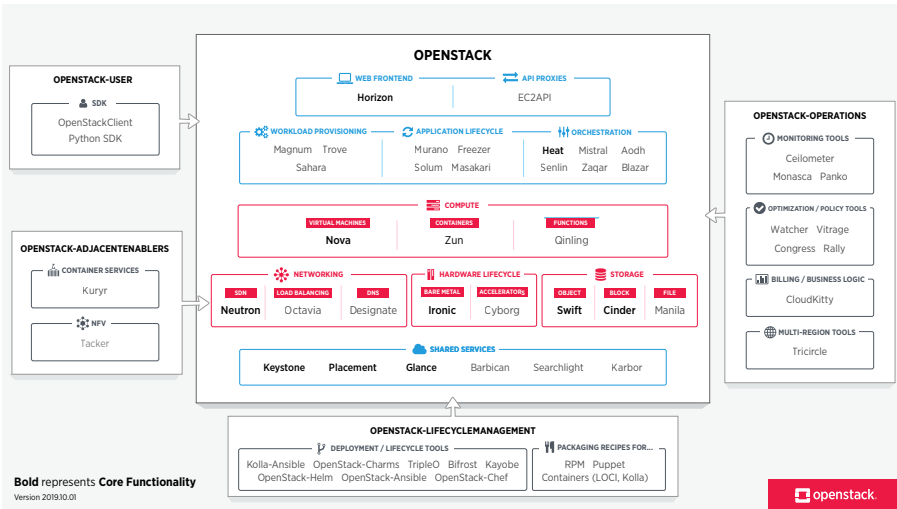 OPENSTACK
WEB FRONTEND
Horizon
API PROXIES
EC2API
WORKLOAD PROVISIONING
Magnum Trove
Sahara
APPLICATION LIFECYCLE
Murano Freezer
Solum Masakari
ORCHESTRATION
Heat Mistral Aodh
Senlin Zaqar Blazar
COMPUTE
VIRTUAL MACHINES
Nova
CONTAINERS
Zun
FUNCTIONS
Qinling
NETWORKING
SDN
Neutron
LOAD BALANCING
Octavia
DNS
Designate
HARDWARE LIFECYCLE
BARE METAL
Ironic
ACCELERATORS
Cyborg
STORAGE
OBJECT
Swift
BLOCK
Cinder
FILE
Manila
SHARED SERVICES
Keystone Placement Glance Barbican Searchlight Karbor
OPENSTACK-USER
SDK
OpenStackClient
Python SDK
OPENSTACK-ADJACENTENABLERS
CONTAINER SERVICES
Kuryr
NFV
Tacker
OPENSTACK-OPERATIONS
MONITORING TOOLS
Ceilometer
Monasca Panko
OPTIMIZATION / POLICY TOOLS
Watcher Vitrage
Congress Rally
BILLING / BUSINESS LOGIC
CloudKitty
MULTI-REGION TOOLS
Tricircle
OPENSTACK-LIFECYCLEMANAGEMENT
DEPLOYMENT / LIFECYCLE TOOLS
Kolla-Ansible OpenStack-Charms TripleO Bifrost Kayobe
OpenStack-Helm OpenStack-Ansible OpenStack-Chef
PACKAGING RECIPES FOR...
RPM Puppet
Containers (LOCI, Kolla)
Bold represents Core Functionality
Version 2019.10.01
openstack.